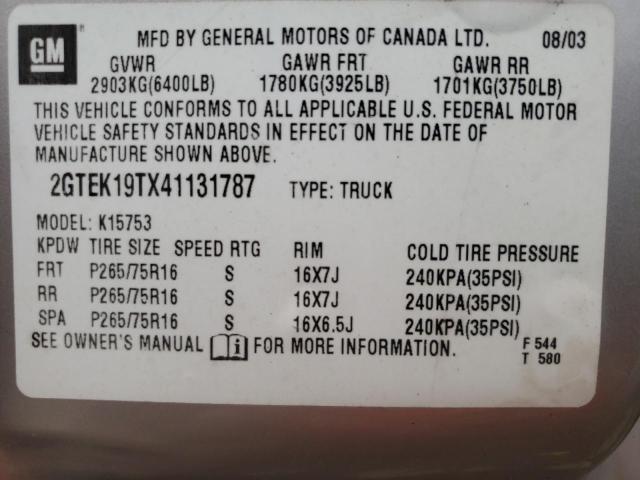 GM
MFD BY GENERAL MOTORS OF CANADA LTD. 08/03
GVWR GAWR FRT GAWR RR
2903KG(6400LB) 1780KG(3925LB) 1701KG(3750LB)
THIS VEHICLE CONFORMS TO ALL APPLICABLE U.S. FEDERAL MOTOR
VEHICLE SAFETY STANDARDS IN EFFECT ON THE DATE OF
MANUFACTURE SHOWN ABOVE.
2GTEK19TX41131787 TYPE: TRUCK
MODEL: K15753
KPDW TIRE SIZE SPEED RTG RIM COLD TIRE PRESSURE
FRT P265/75R16 S 16X7J 240KPA(35PSI)
RR P265/75R16 S 16X7J 240KPA(35PSI)
SPA P265/75R16 S 16X6.5J 240KPA(35PSI)
SEE OWNER'S MANUAL i FOR MORE INFORMATION. F 544
T 580